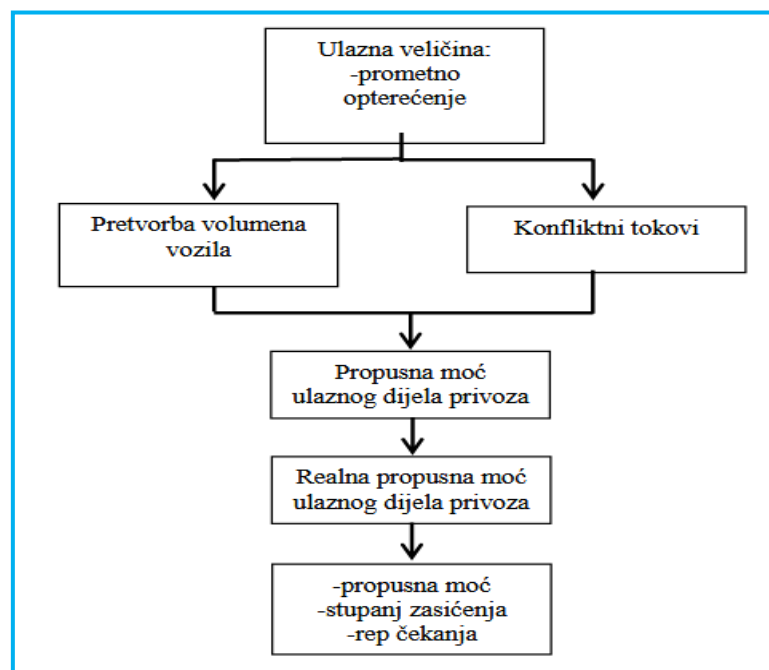 Ulazna veličina:
-prometno
opterećenje
Pretvorba volumena
vozila
Konfliktni tokovi
Propusna moć
ulaznog dijela privoza
Realna propusna moć
ulaznog dijela privoza
-propusna moć
-stupanj zasićenja
-rep čekanja